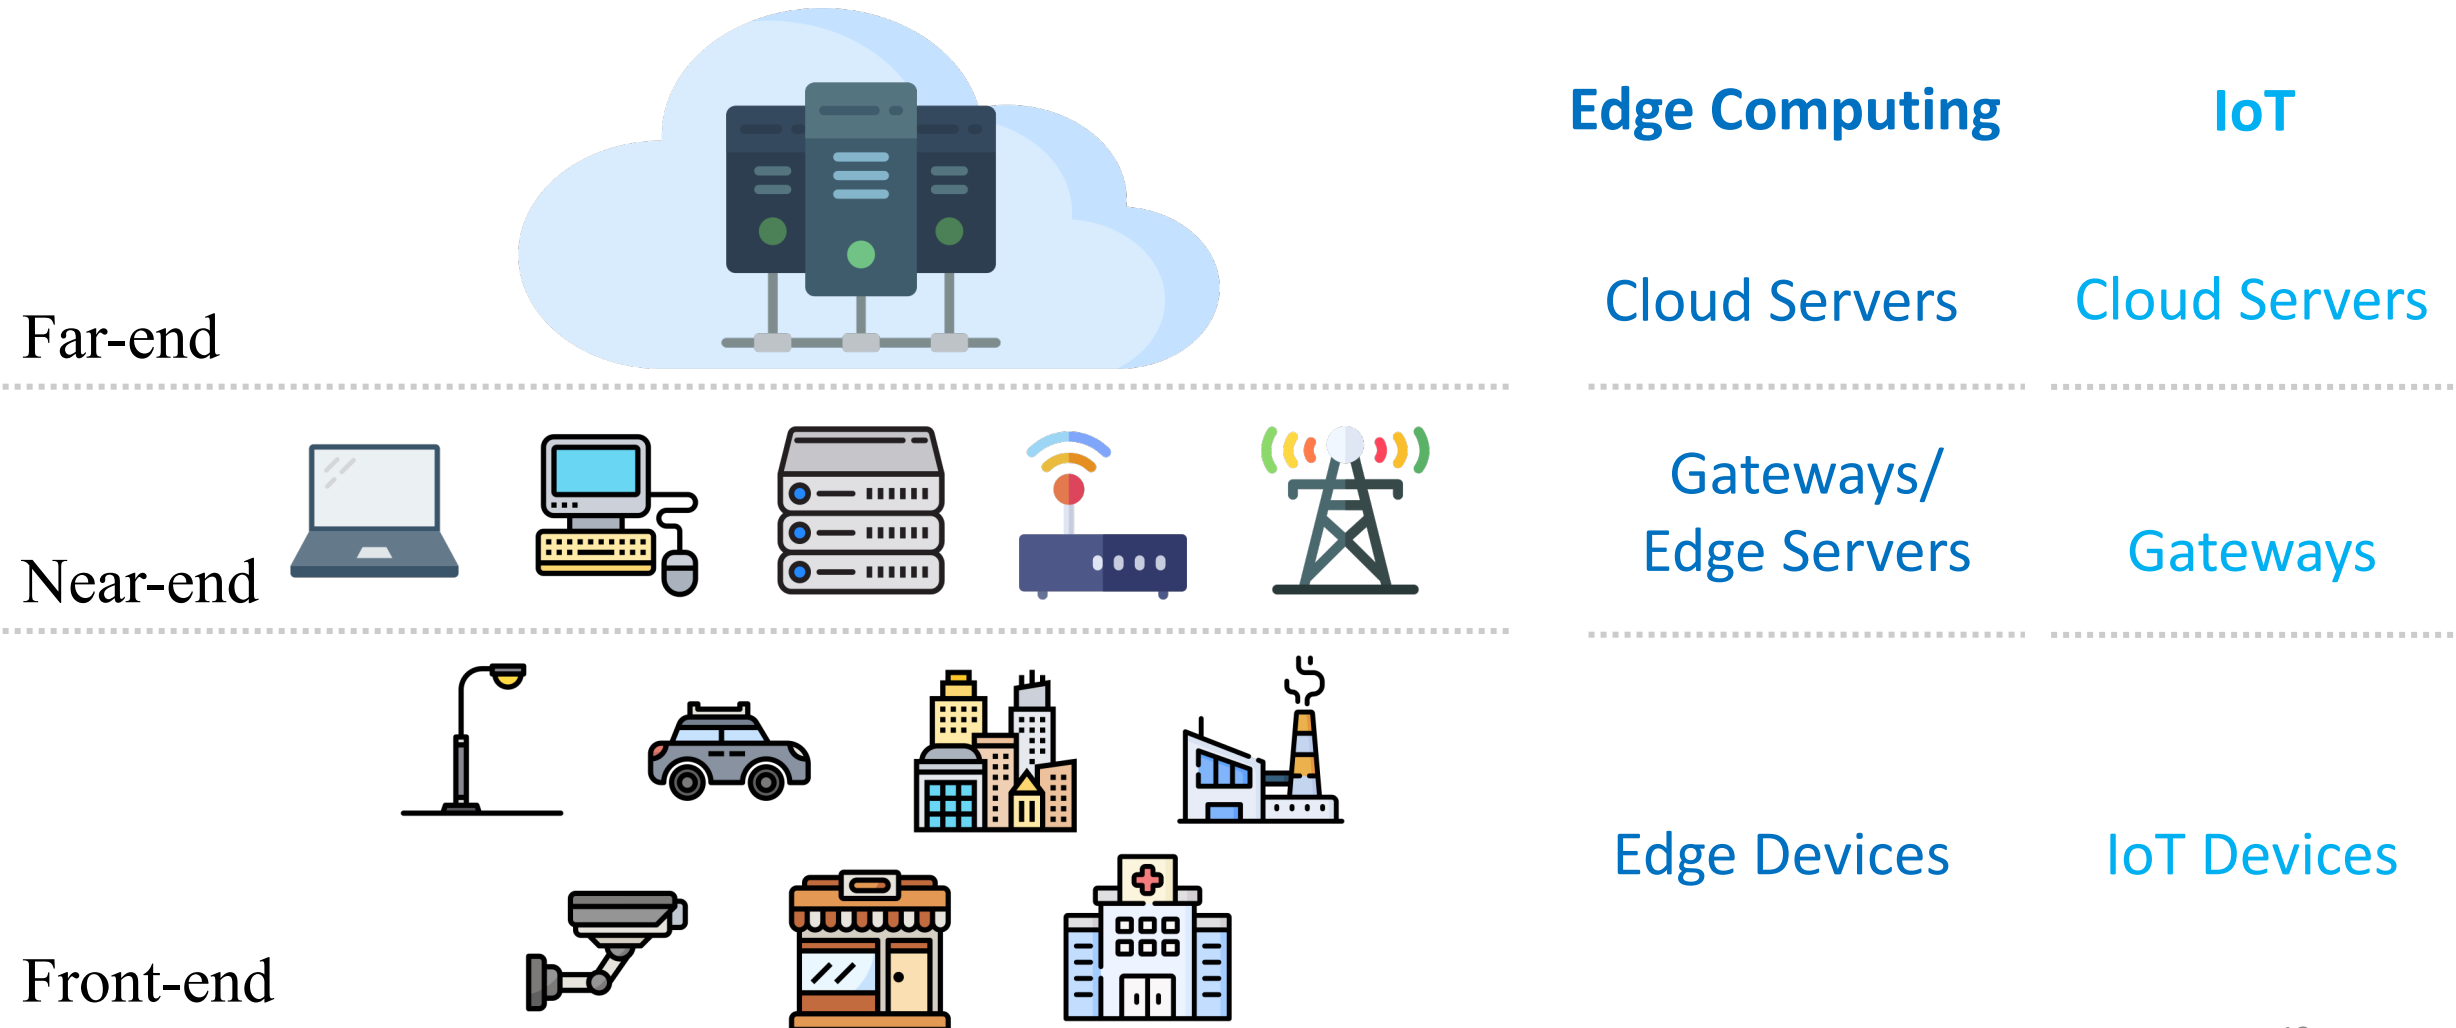 Edge Computing IoT
Far-end Cloud Servers Cloud Servers
Gateways/
Near-end Edge Servers Gateways
Edge Devices IoT Devices
Front-end